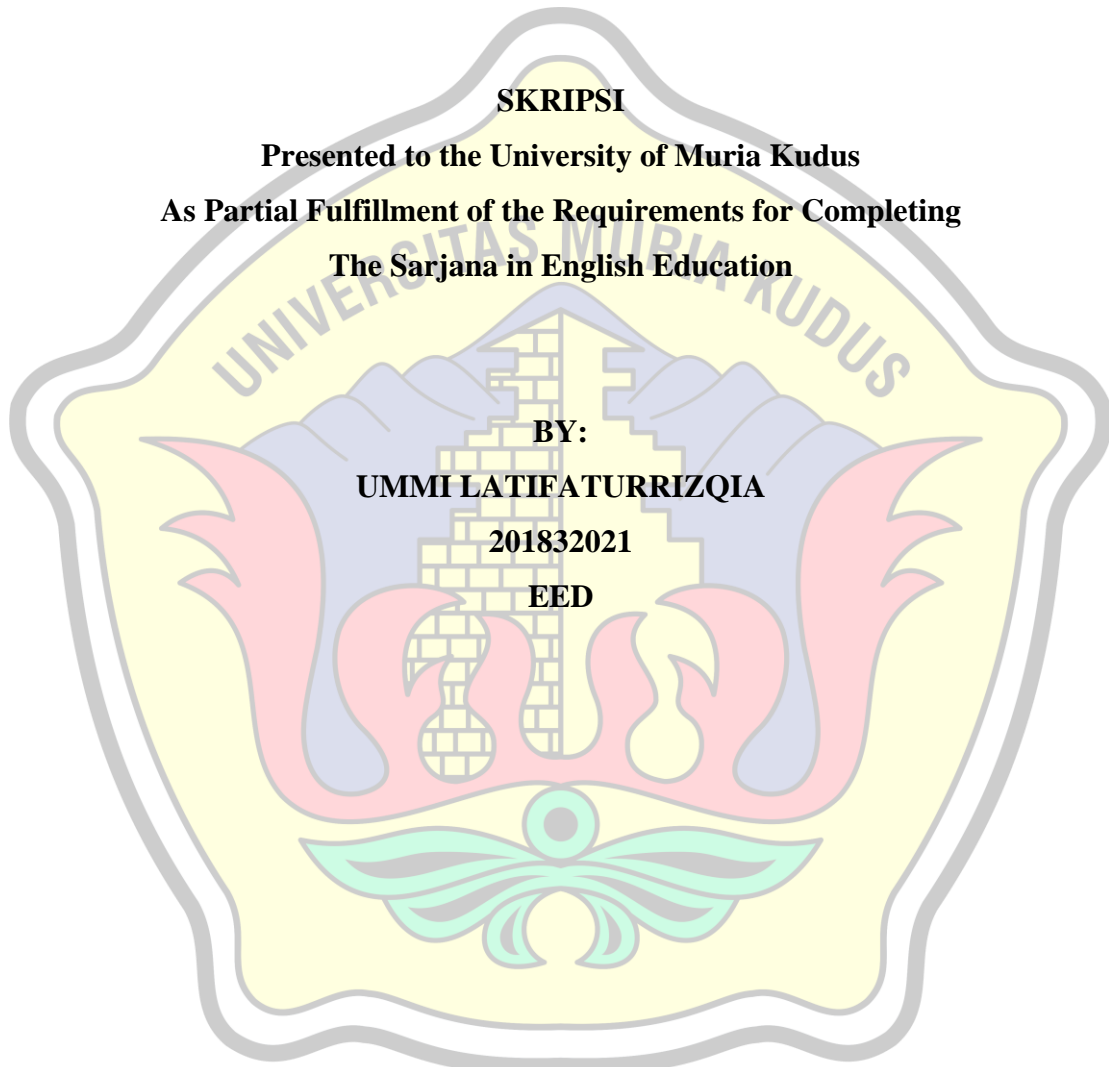 SKRIPSI
Presented to the University of Muria Kudus
As Partial Fulfillment of the Requirements for Completing
The Sarjana in English Education
UNIVERSITAS MURIA KUDUS
BY:
UMMI LATIFATURRIZQIA
201832021
EED